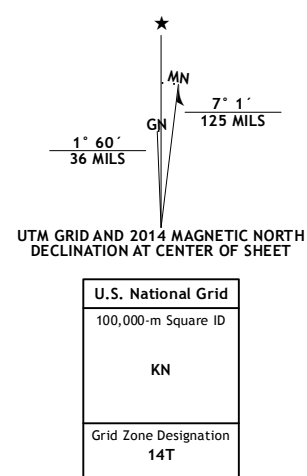 MN
GN
7° 1´
125 MILS
1° 60´
36 MILS
UTM GRID AND 2014 MAGNETIC NORTH
DECLINATION AT CENTER OF SHEET
U.S. National Grid
100,000-m Square ID
KN
Grid Zone Designation
14T